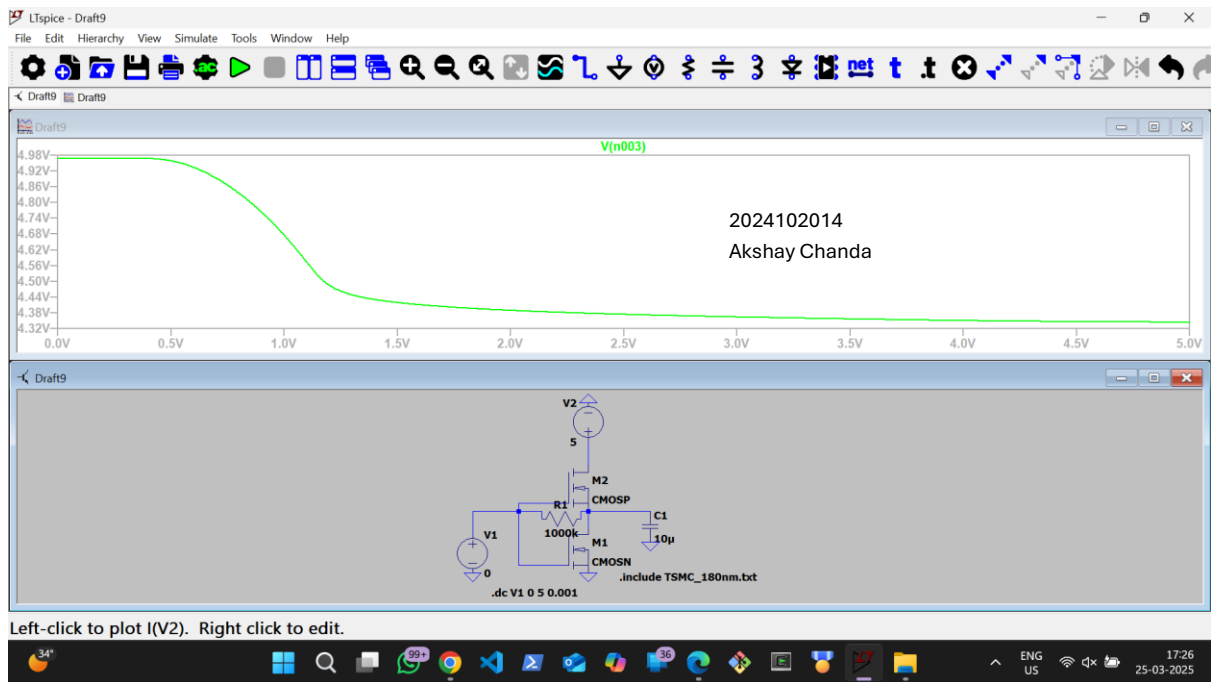 LTspice - Draft9
File Edit Hierarchy View Simulate Tools Window Help
.ac
net t .t
Draft9 Draft9
Draft9
V(n003)
4.98V
4.92V
4.86V
4.80V
4.74V
4.68V
4.62V
4.56V
4.50V
4.44V
4.38V
4.32V
2024102014
Akshay Chanda
0.0V 0.5V 1.0V 1.5V 2.0V 2.5V 3.0V 3.5V 4.0V 4.5V 5.0V
Draft9
V2
5
M2
CMOSP
R1
C1
V1
1000k
10µ
M1
CMOSN
0
.include TSMC_180nm.txt
.dc V1 0 5 0.001
Left-click to plot I(V2). Right click to edit.
34°
99+
36
ENG
US
17:26
25-03-2025